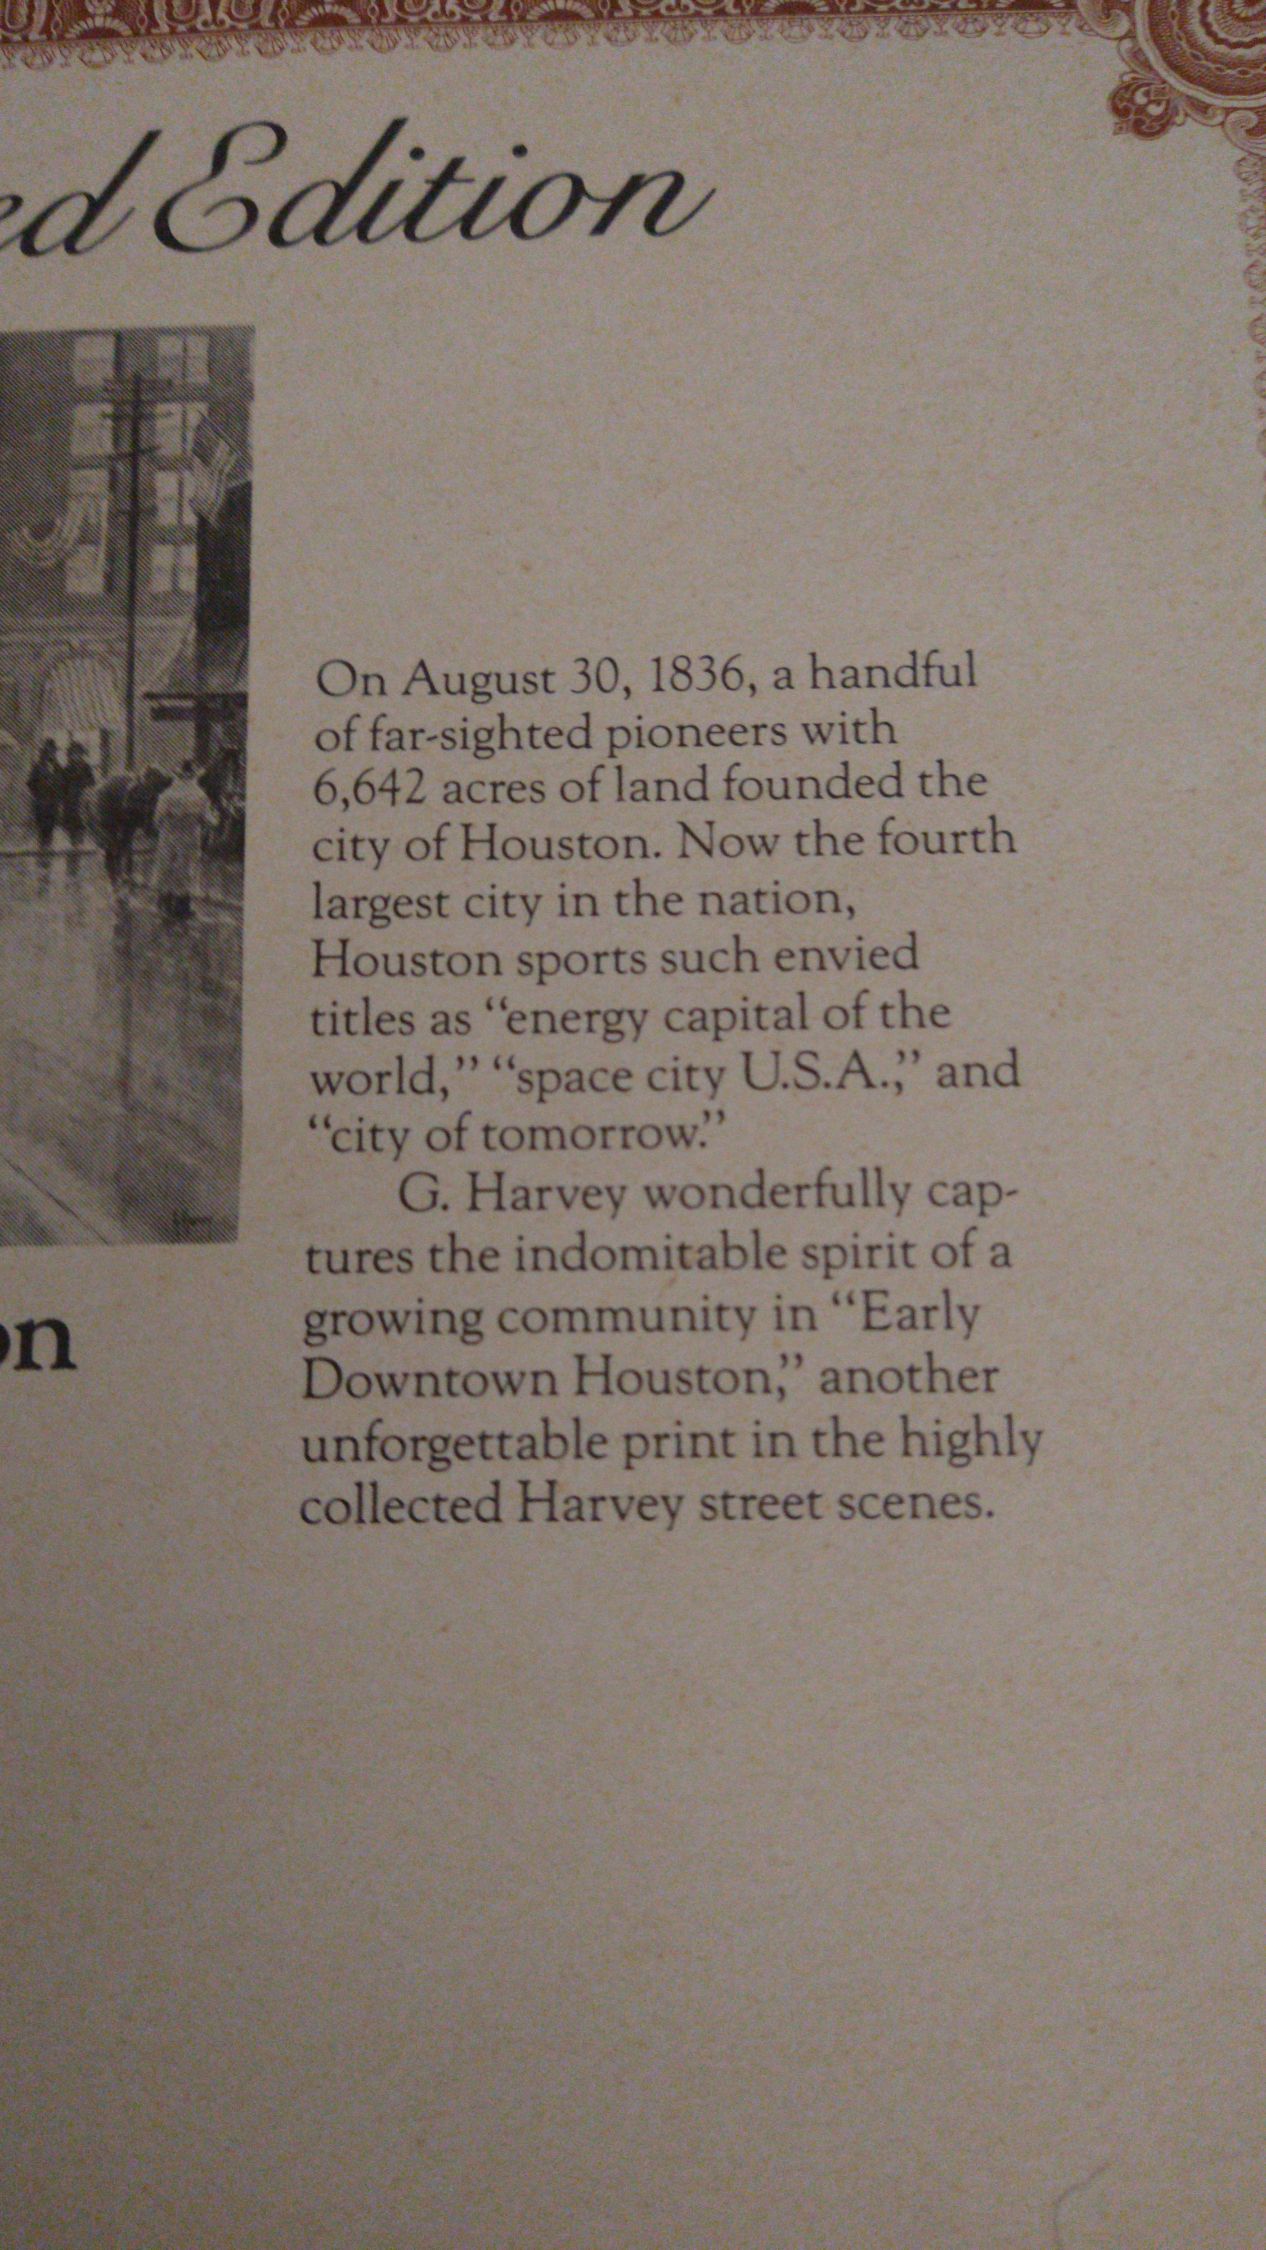 ed Edition
On August 30, 1836, a handful
of far-sighted pioneers with
6,642 acres of land founded the
city of Houston. Now the fourth
largest city in the nation,
Houston sports such envied
titles as “energy capital of the
world,” “space city U.S.A.,” and
“city of tomorrow.”
G. Harvey wonderfully cap-
tures the indomitable spirit of a
growing community in “Early
Downtown Houston,” another
unforgettable print in the highly
collected Harvey street scenes.
on